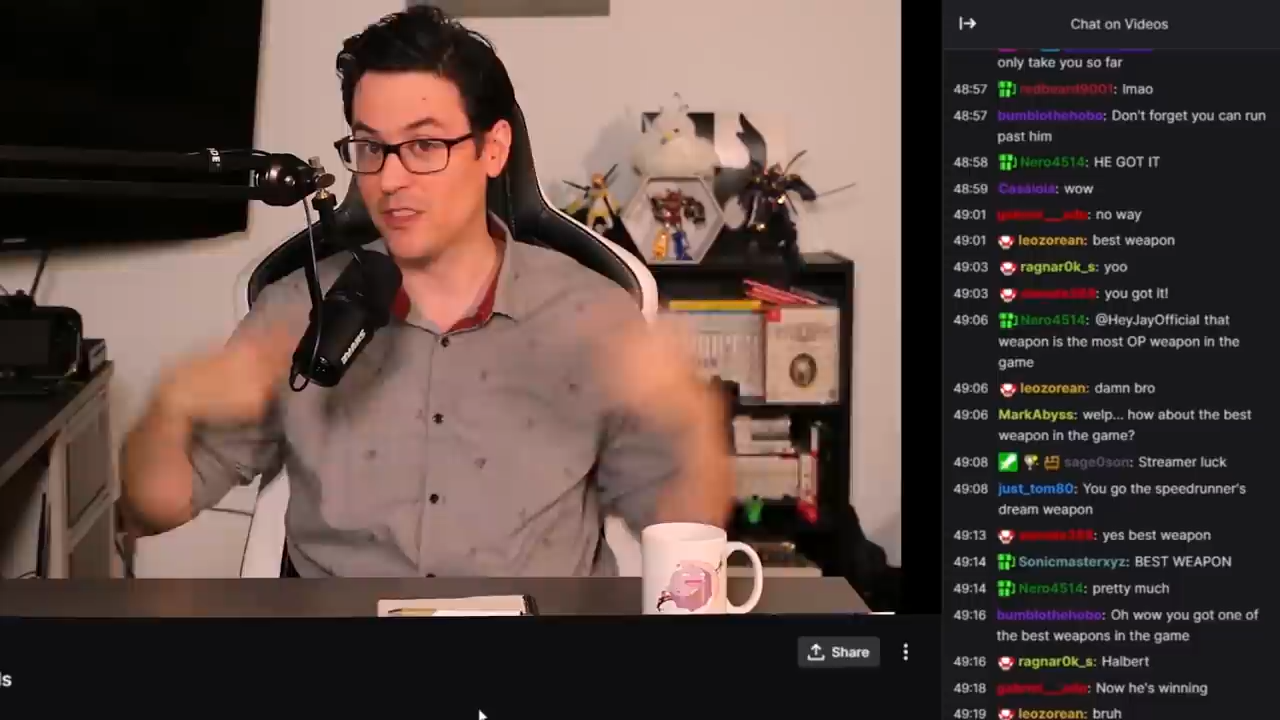 Chat on Videos
only take you so far
48:57 redbeard9001: lmao
48:57 bumblothehobo: Don't forget you can run
past him
48:58 Nero4514: HE GOT IT
48:59 Casaloia: wow
49:01 no way
49:01 leozorean: best weapon
49:03 ragnar0k_s: yoo
49:03 you got it!
49:06 Nero4514: @HeyJayOfficial that
weapon is the most OP weapon in the
game
49:06 leozorean: damn bro
49:06 MarkAbyss: welp... how about the best
weapon in the game?
49:08 sage0son: Streamer luck
49:08 just_tom80: You go the speedrunner's
dream weapon
49:13 yes best weapon
49:14 Sonicmasterxyz: BEST WEAPON
49:14 Nero4514: pretty much
49:16 bumblothehobo: Oh wow you got one of
the best weapons in the game
49:16 ragnar0k_s: Halbert
49:18 Now he's winning
49:19 leozorean: bruh
Share
ls